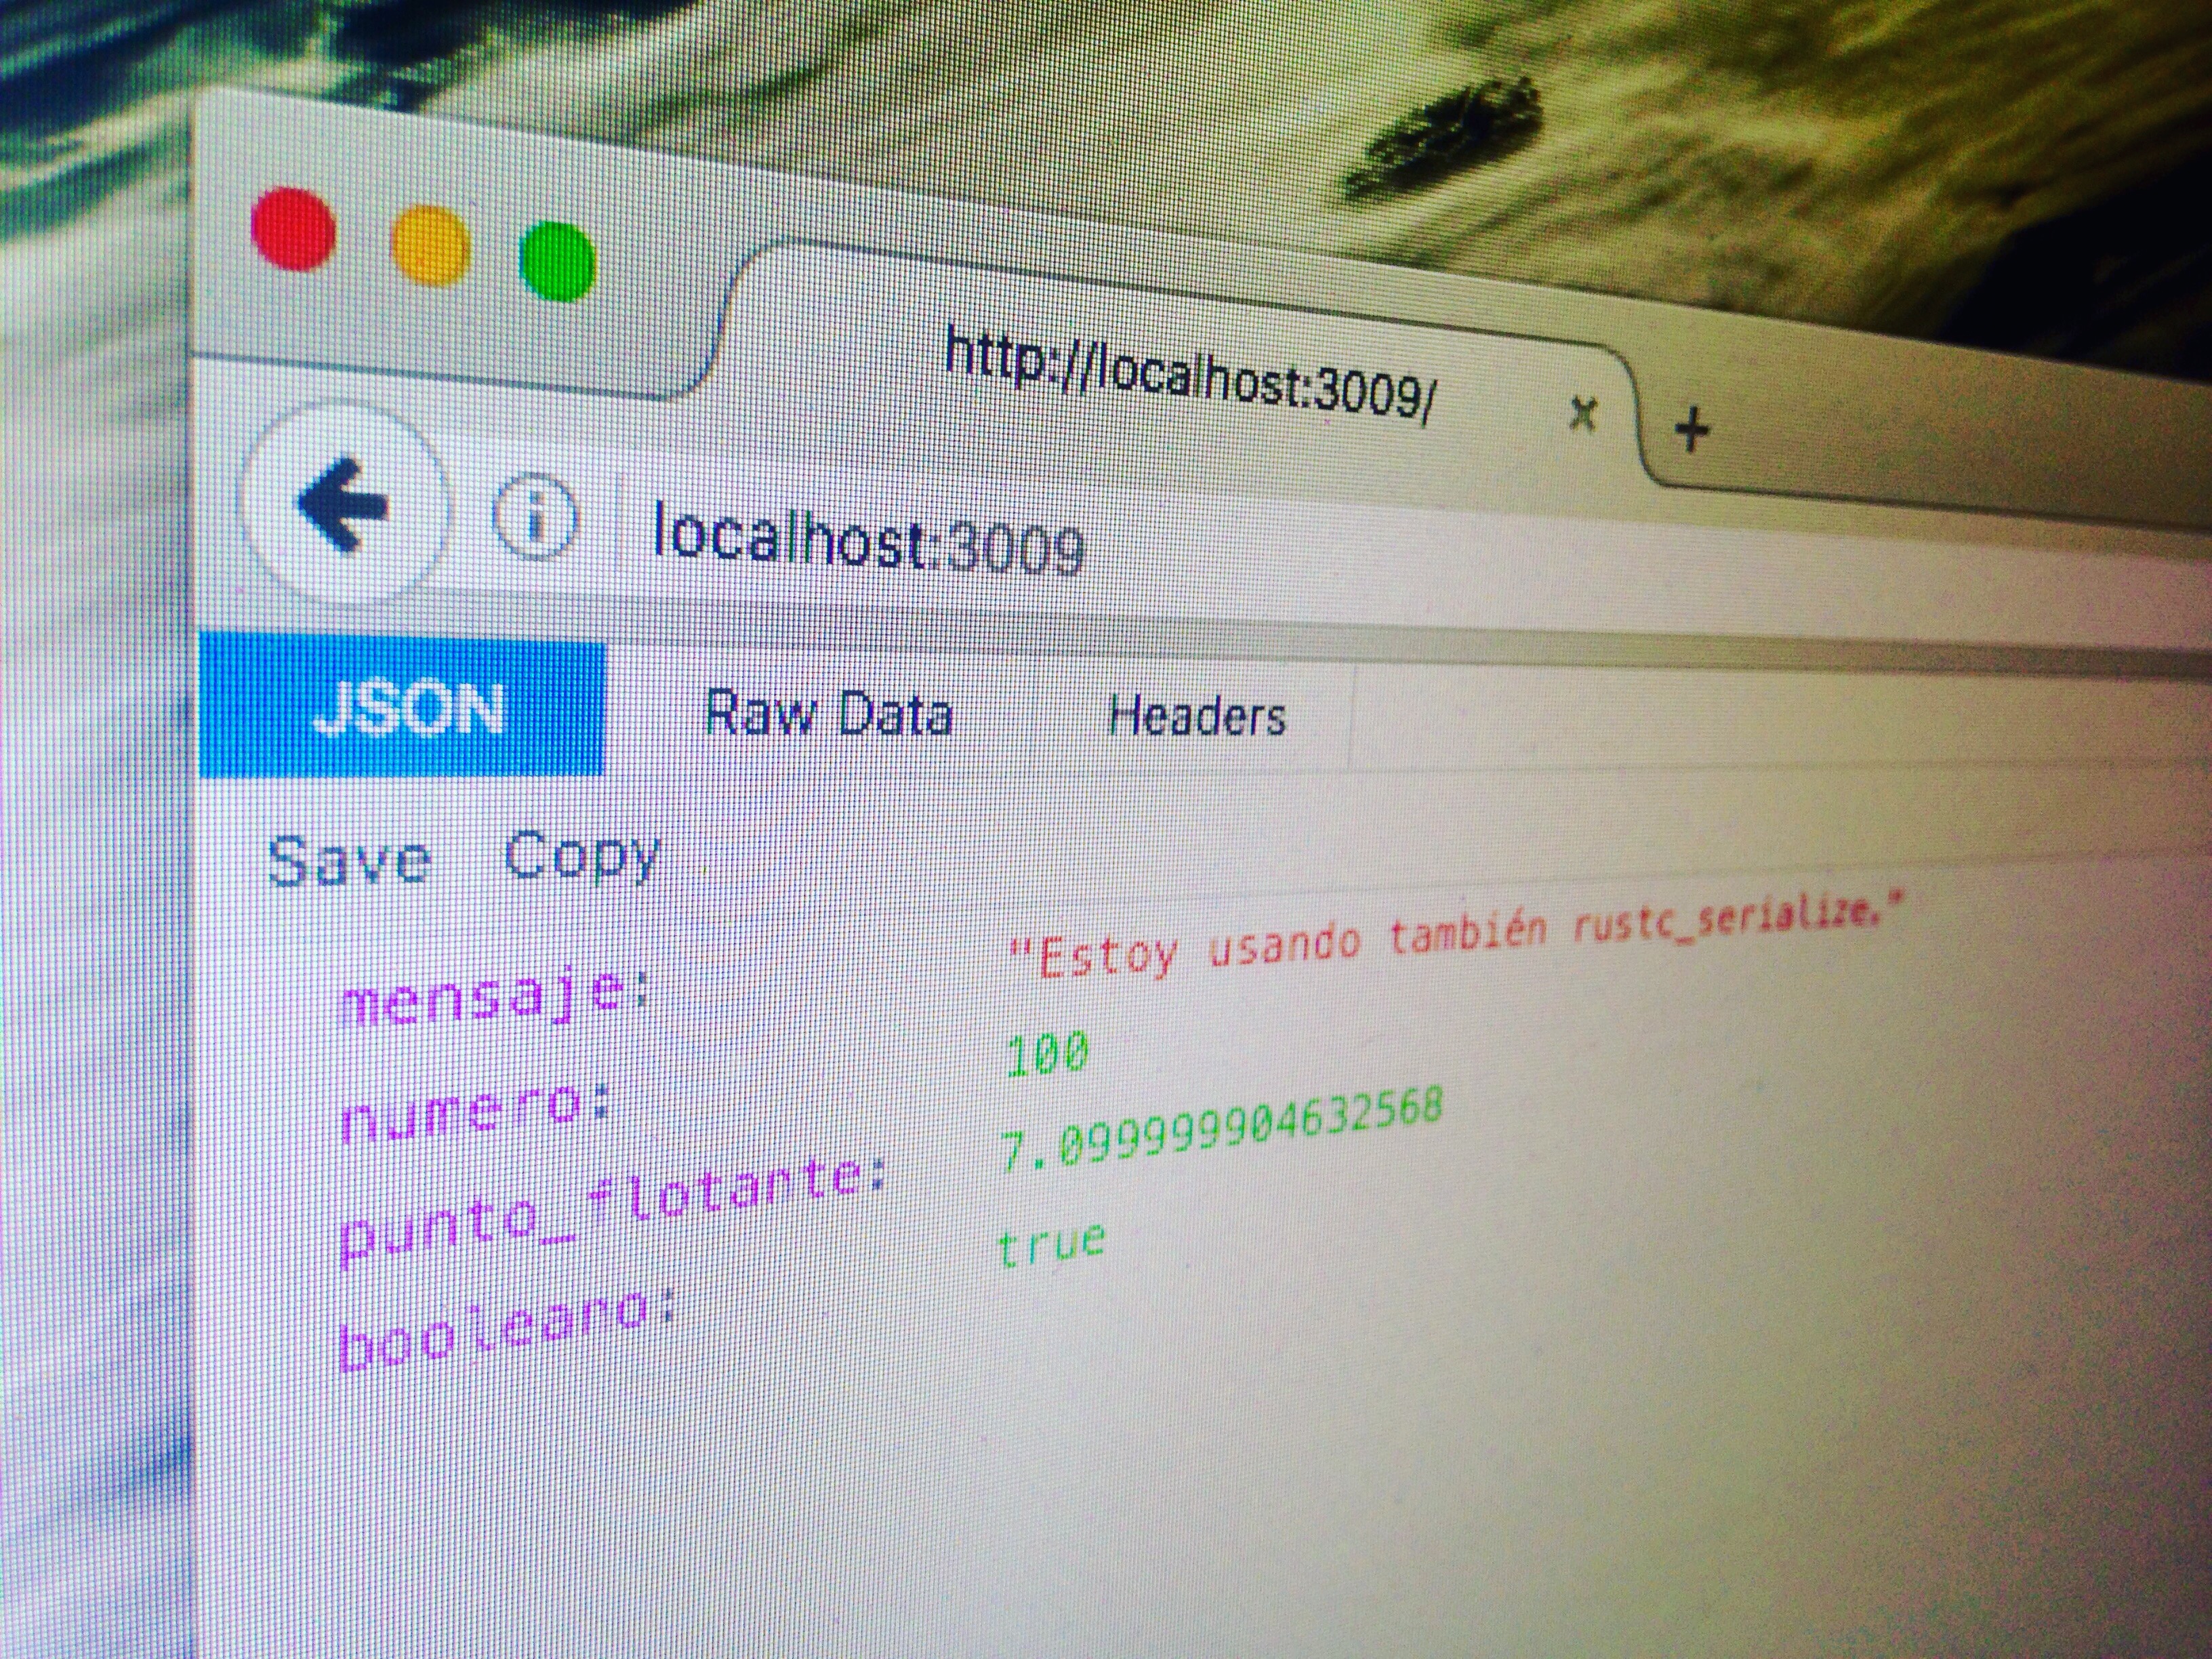 http://localhost:3009/ × +
localhost:3009
JSON Raw Data Headers
Save Copy
mensaje: "Estoy usando también rustc_serialize."
numero: 100
punto_flotante: 7.099999904632568
booleano: true